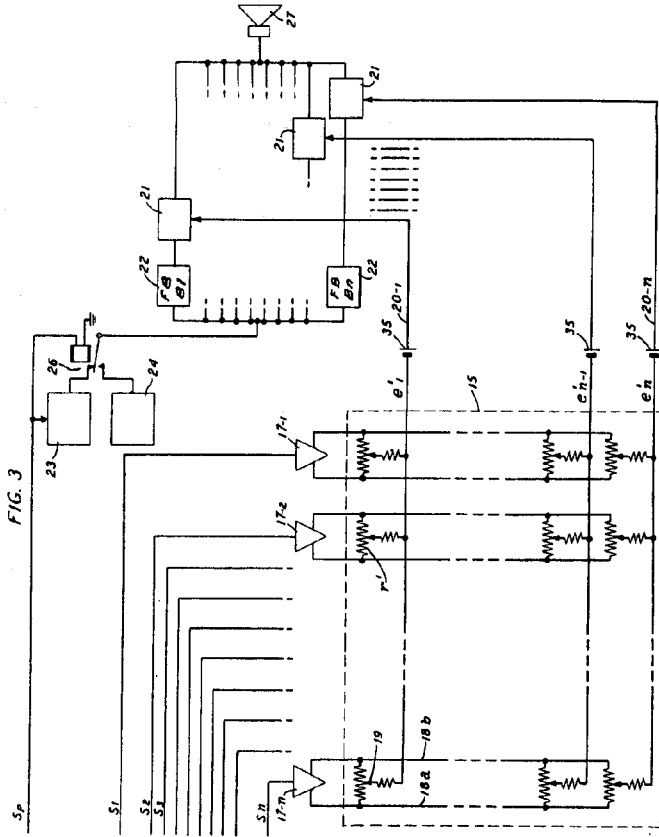 FIG. 3
27
21
21
21
22
FB
B1
FB
Bn
22
26
23
24
20-1
35
35
35
20-n
e'1
e'n-1
e'n
15
17-1
17-2
17-n
r'
19
18b
18a
Sp
S1
S2
S3
Sn